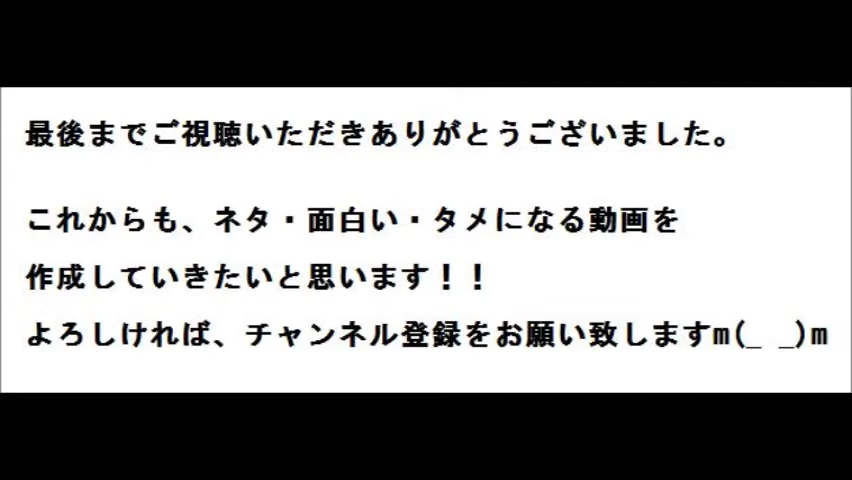 最後までご視聴いただきありがとうございました。
これからも、ネタ・面白い・タメになる動画を
作成していきたいと思います！！
よろしければ、チャンネル登録をお願い致しますm(_ _)m